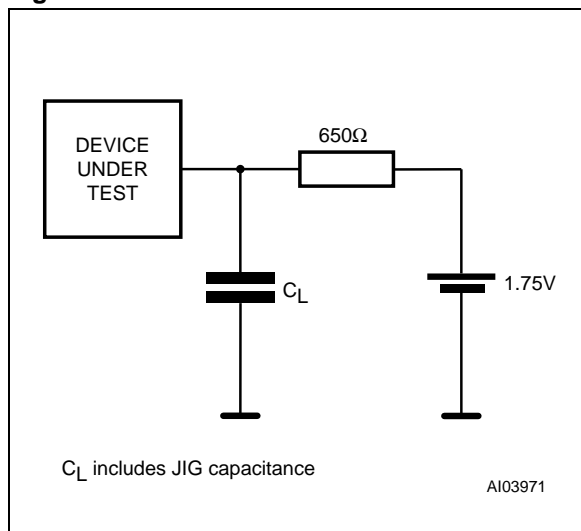 DEVICE
UNDER
TEST
650Ω
CL
1.75V
CL includes JIG capacitance
AI03971